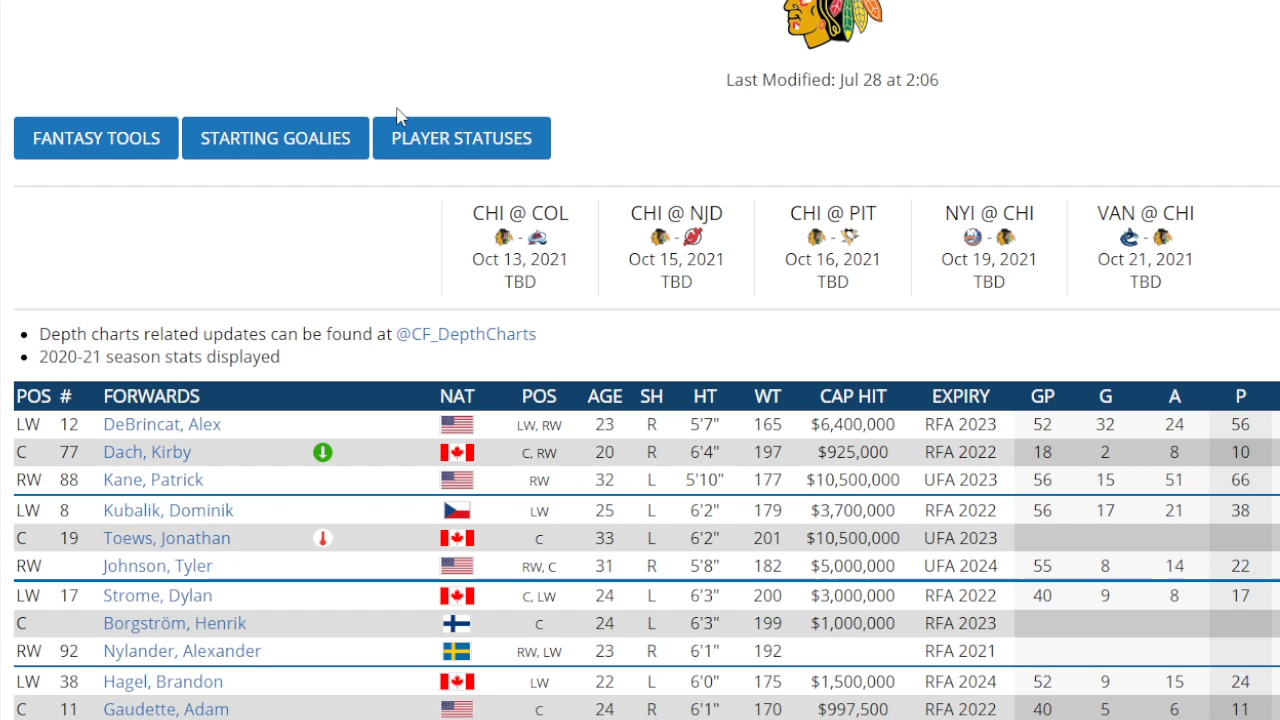 Last Modified: Jul 28 at 2:06
FANTASY TOOLS STARTING GOALIES PLAYER STATUSES
CHI @ COL CHI @ NJD CHI @ PIT NYI @ CHI VAN @ CHI
- - - - -
Oct 13, 2021 Oct 15, 2021 Oct 16, 2021 Oct 19, 2021 Oct 21, 2021
TBD TBD TBD TBD TBD
• Depth charts related updates can be found at @CF_DepthCharts
• 2020-21 season stats displayed
POS # FORWARDS NAT POS AGE SH HT WT CAP HIT EXPIRY GP G A P
LW 12 DeBrincat, Alex LW, RW 23 R 5'7" 165 $6,400,000 RFA 2023 52 32 24 56
C 77 Dach, Kirby C, RW 20 R 6'4" 197 $925,000 RFA 2022 18 2 8 10
RW 88 Kane, Patrick RW 32 L 5'10" 177 $10,500,000 UFA 2023 56 15 51 66
LW 8 Kubalik, Dominik LW 25 L 6'2" 179 $3,700,000 RFA 2022 56 17 21 38
C 19 Toews, Jonathan C 33 L 6'2" 201 $10,500,000 UFA 2023
RW Johnson, Tyler RW, C 31 R 5'8" 182 $5,000,000 UFA 2024 55 8 14 22
LW 17 Strome, Dylan C, LW 24 L 6'3" 200 $3,000,000 RFA 2022 40 9 8 17
C Borgström, Henrik C 24 L 6'3" 199 $1,000,000 RFA 2023
RW 92 Nylander, Alexander RW, LW 23 R 6'1" 192 RFA 2021
LW 38 Hagel, Brandon LW 22 L 6'0" 175 $1,500,000 RFA 2024 52 9 15 24
C 11 Gaudette, Adam C 24 R 6'1" 170 $997,500 RFA 2022 40 5 6 11